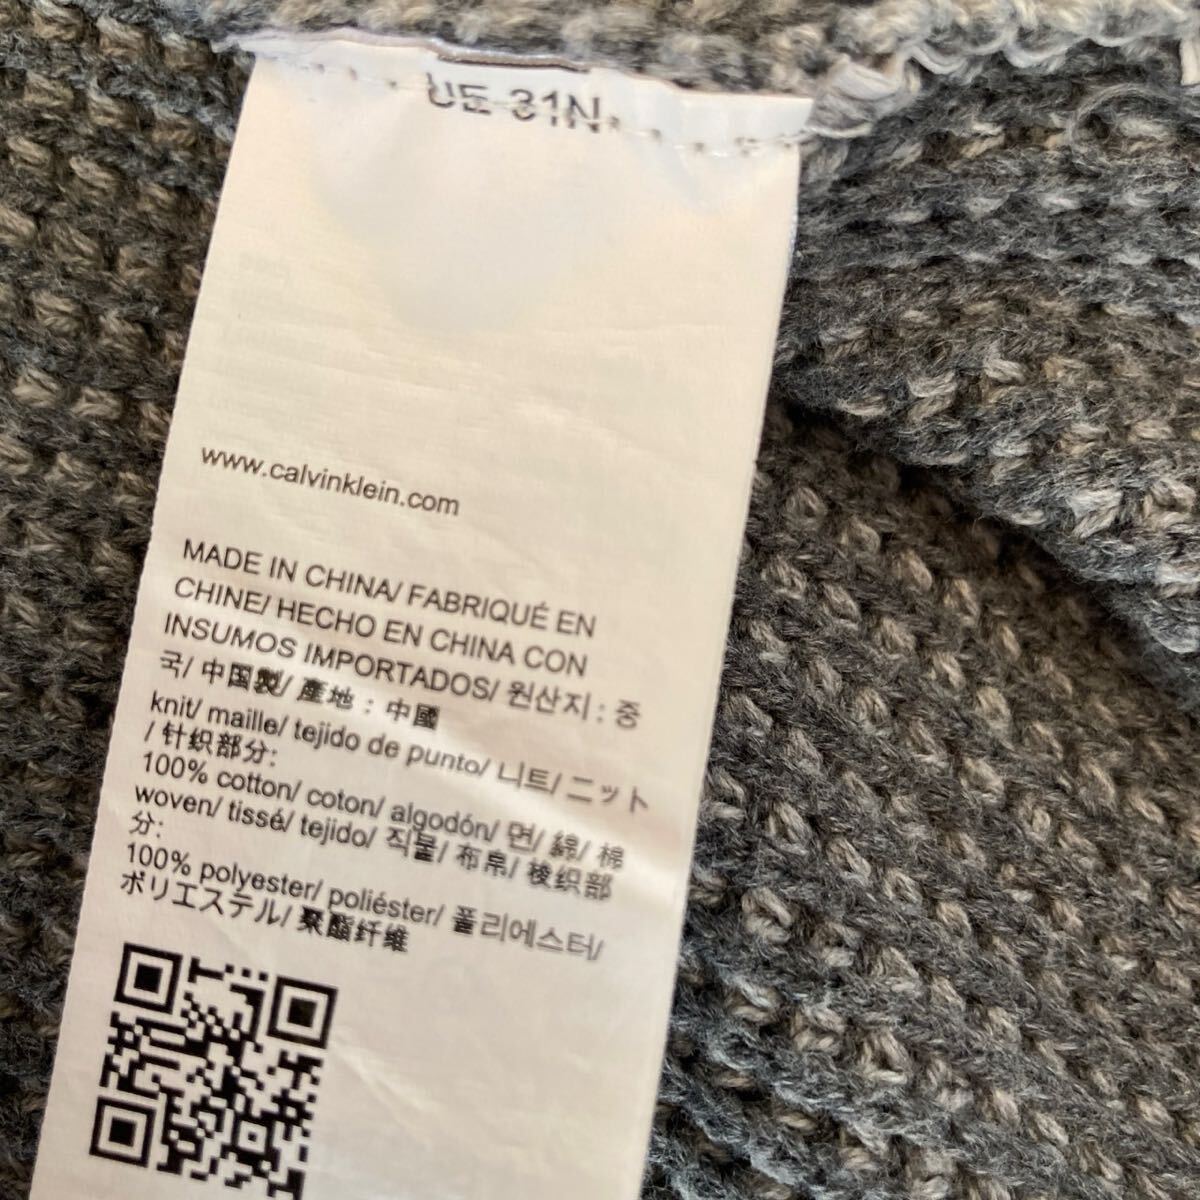 UE 31N
www.calvinklein.com
MADE IN CHINA/ FABRIQUÉ EN
CHINE/ HECHO EN CHINA CON
INSUMOS IMPORTADOS/ 원산지 : 중
국/ 中国製/ 產地 : 中國
knit/ maille/ tejido de punto/ 니트/ ニット
/ 针织部分:
100% cotton/ coton/ algodón/ 면/ 綿/ 棉
woven/ tissé/ tejido/ 직물/ 布帛/ 梭织部
分:
100% polyester/ poliéster/ 폴리에스터/
ポリエステル/ 聚酯纤维